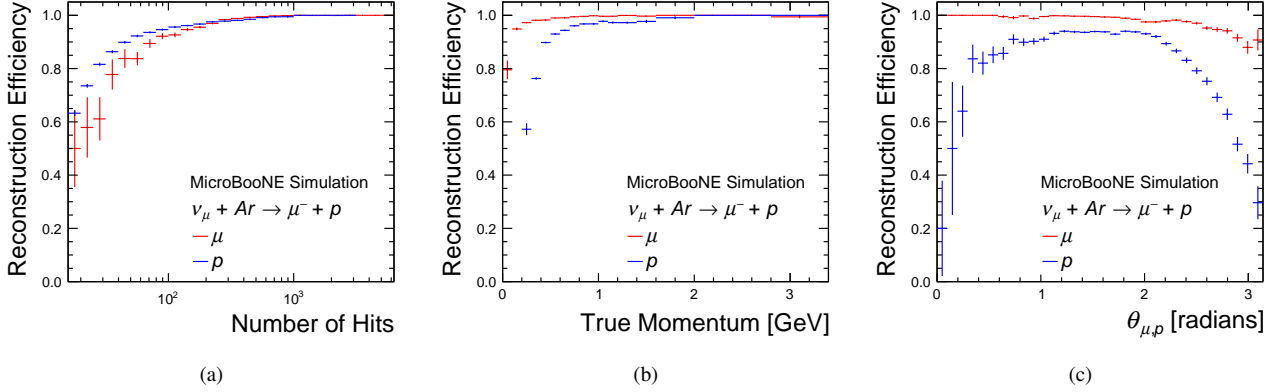 Reconstruction Efficiency
1.0
0.8
0.6
0.4
0.2
0.0
MicroBooNE Simulation
ν_μ + Ar → μ⁻ + p
μ
p
10²
10³
Number of Hits
(a)
Reconstruction Efficiency
1.0
0.8
0.6
0.4
0.2
0.0
MicroBooNE Simulation
ν_μ + Ar → μ⁻ + p
μ
p
0 1 2 3
True Momentum [GeV]
(b)
Reconstruction Efficiency
1.0
0.8
0.6
0.4
0.2
0.0
MicroBooNE Simulation
ν_μ + Ar → μ⁻ + p
μ
p
0 1 2 3
θ_μ,p [radians]
(c)